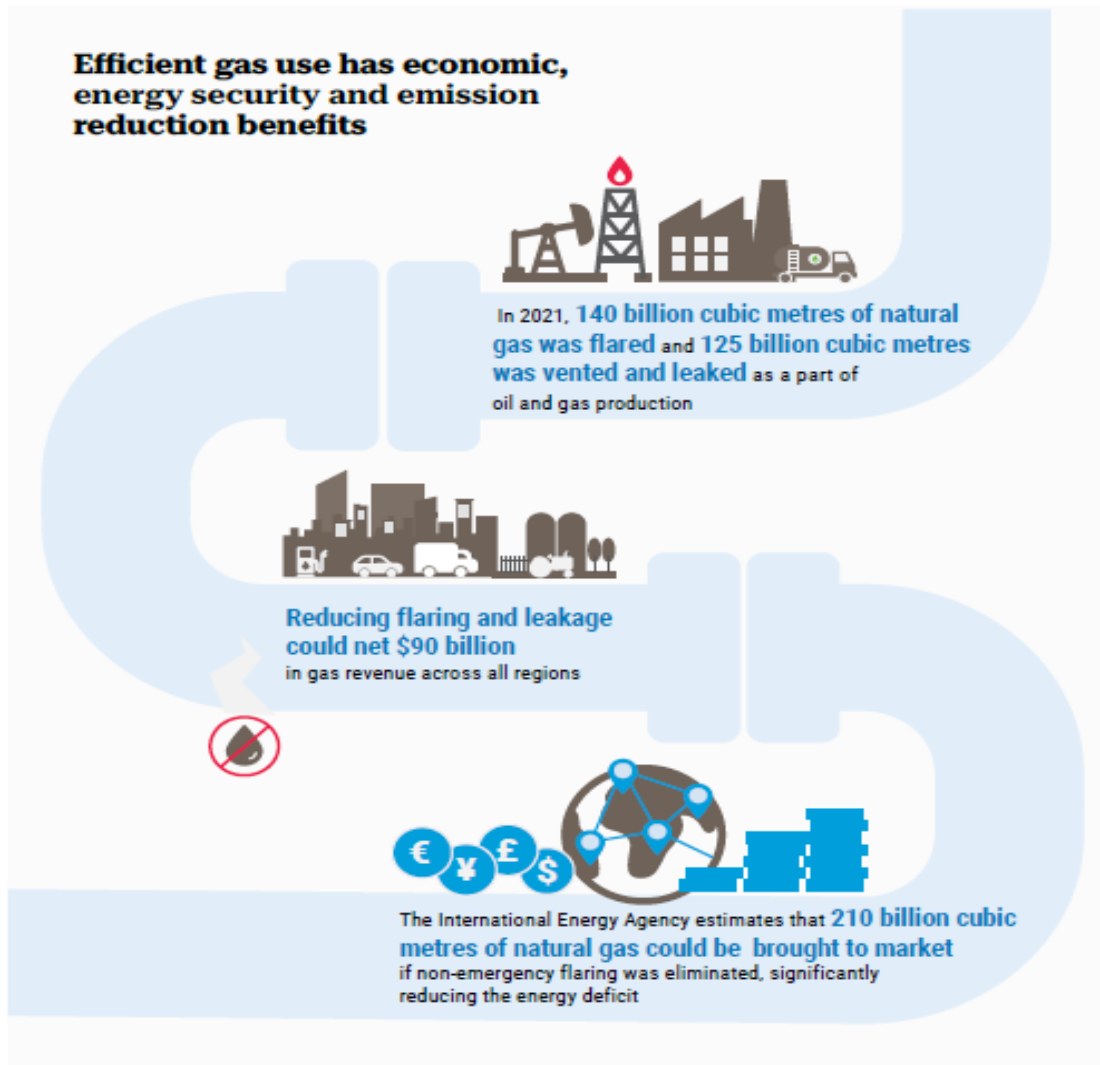 Efficient gas use has economic,
energy security and emission
reduction benefits
In 2021, 140 billion cubic metres of natural
gas was flared and 125 billion cubic metres
was vented and leaked as a part of
oil and gas production
Reducing flaring and leakage
could net $90 billion
in gas revenue across all regions
€ ¥ £ $
The International Energy Agency estimates that 210 billion cubic
metres of natural gas could be brought to market
if non-emergency flaring was eliminated, significantly
reducing the energy deficit